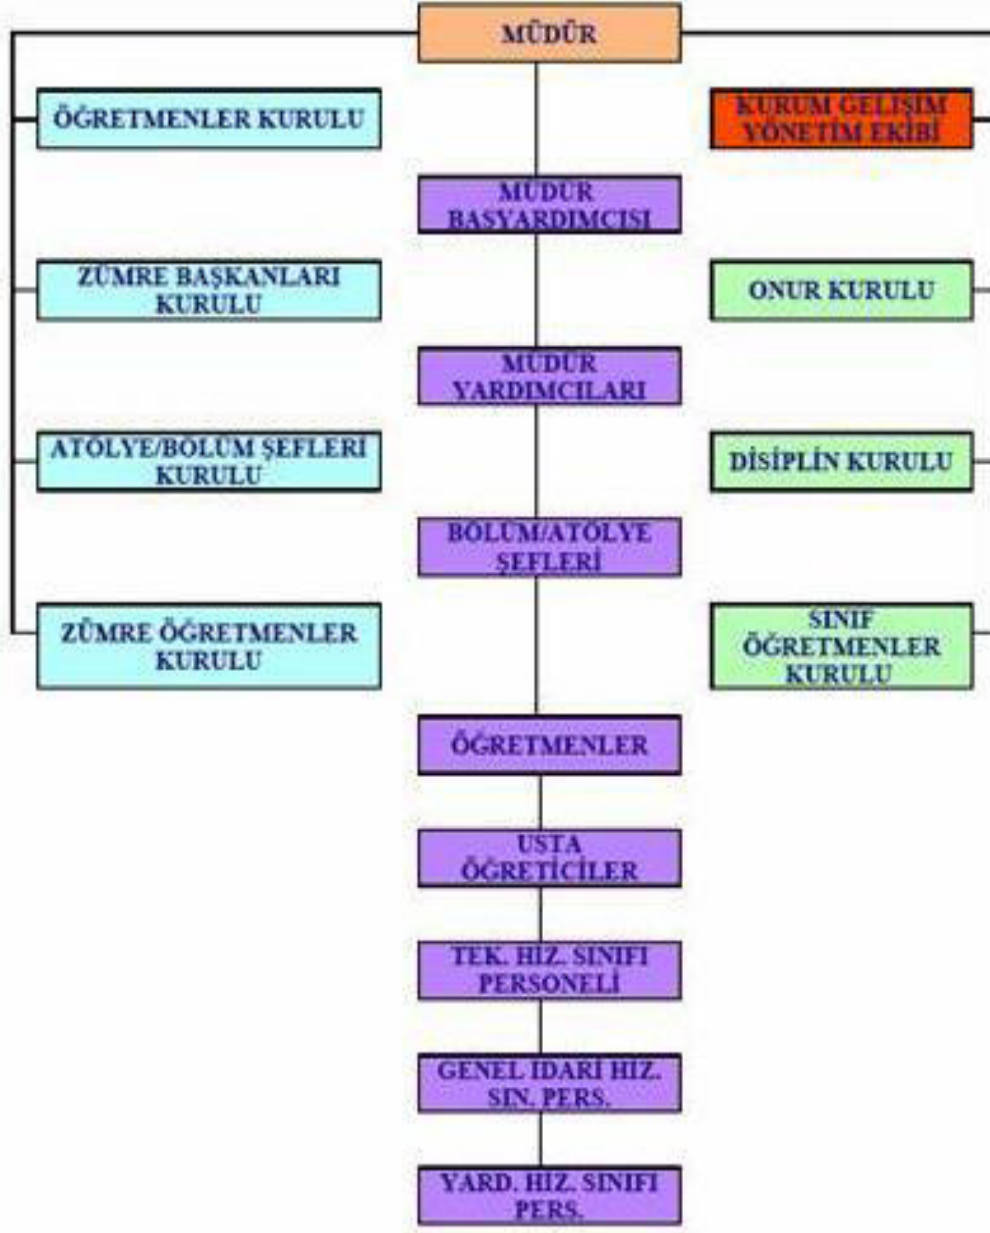 MÜDÜR
ÖĞRETMENLER KURULU
KURUM GELİŞİM
YÖNETİM EKİBİ
MÜDÜR
BAŞYARDIMCISI
ZÜMRE BAŞKANLARI
KURULU
ONUR KURULU
MÜDÜR
YARDIMCILARI
ATÖLYE/BÖLÜM ŞEFLERİ
KURULU
DİSİPLİN KURULU
BÖLÜM/ATÖLYE
ŞEFLERİ
ZÜMRE ÖĞRETMENLER
KURULU
SINIF
ÖĞRETMENLER
KURULU
ÖĞRETMENLER
USTA
ÖĞRETİCİLER
TEK. HİZ. SINIFI
PERSONELİ
GENEL İDARİ HİZ.
SIN. PERS.
YARD. HİZ. SINIFI
PERS.